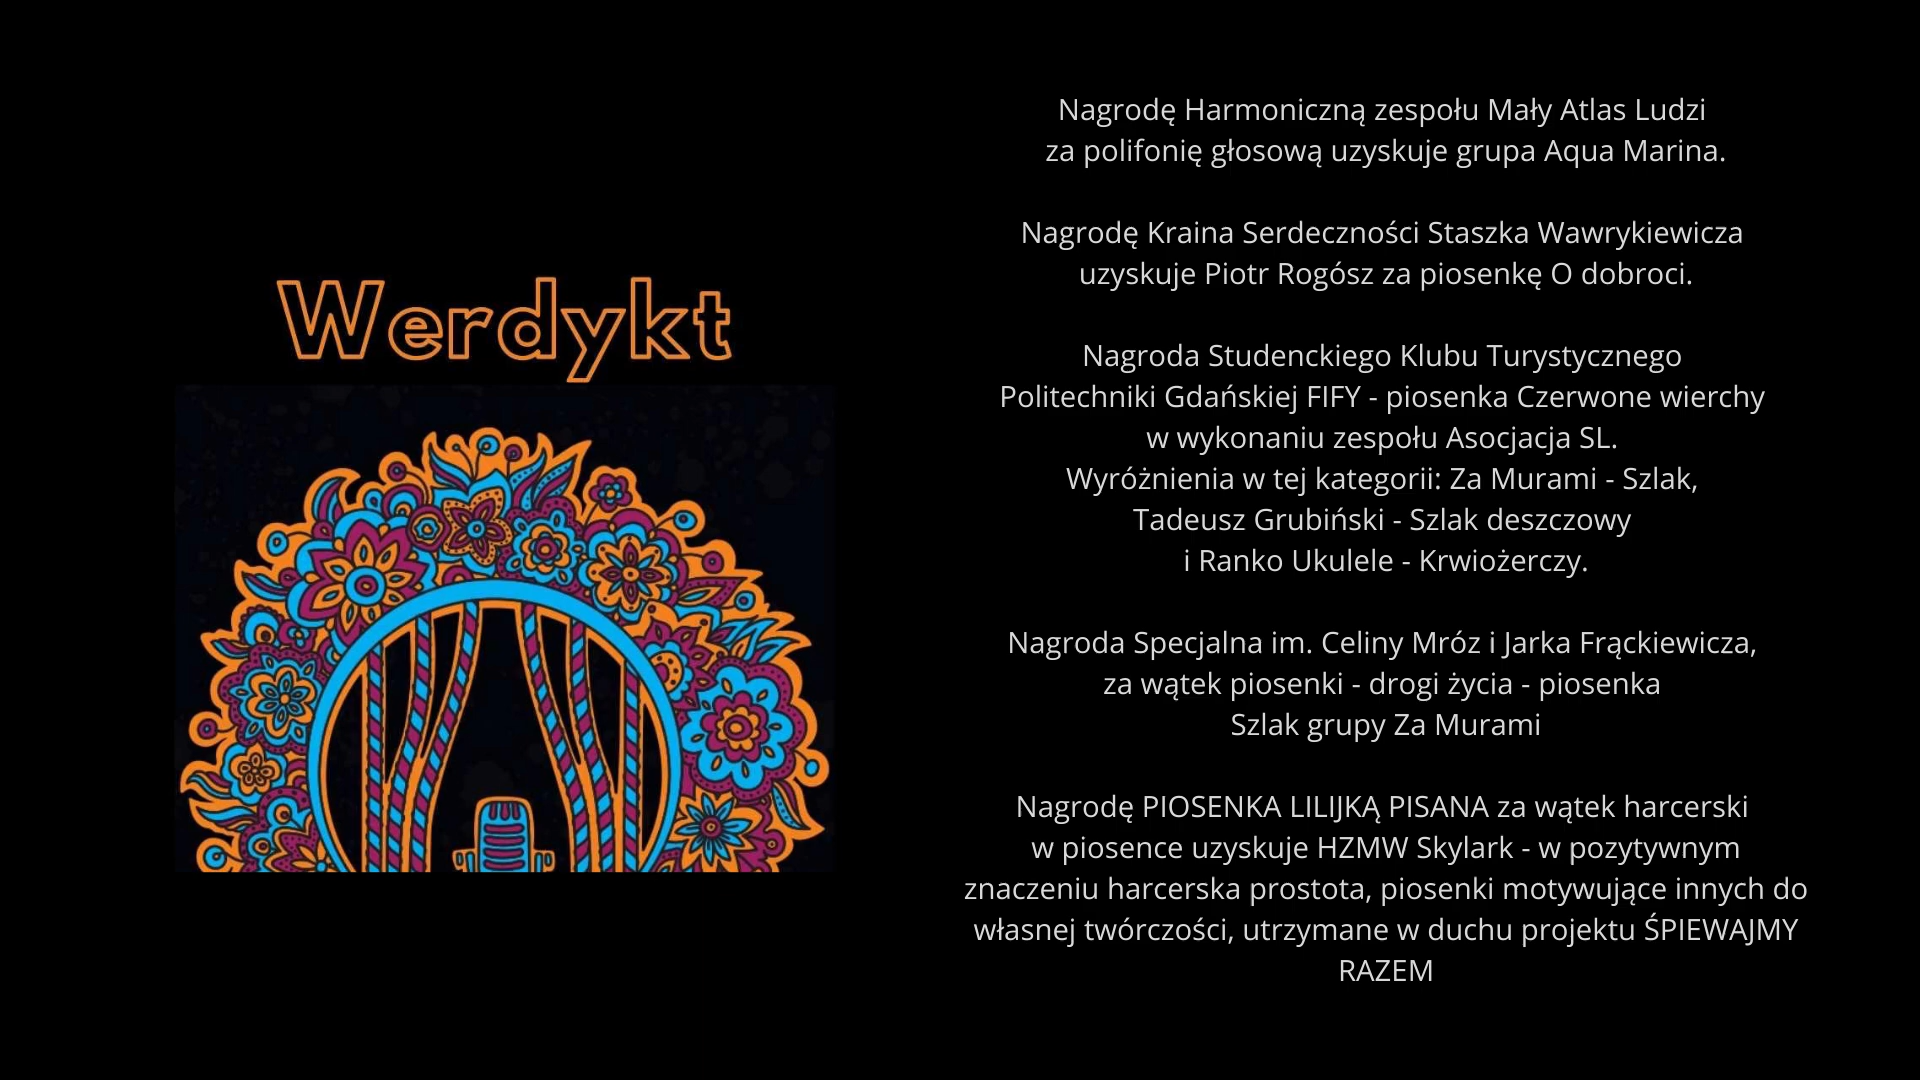 Werdykt
Nagrodę Harmoniczną zespołu Mały Atlas Ludzi
za polifonię głosową uzyskuje grupa Aqua Marina.
Nagrodę Kraina Serdeczności Staszka Wawrykiewicza
uzyskuje Piotr Rogósz za piosenkę O dobroci.
Nagroda Studenckiego Klubu Turystycznego
Politechniki Gdańskiej FIFY - piosenka Czerwone wierchy
w wykonaniu zespołu Asocjacja SL.
Wyróżnienia w tej kategorii: Za Murami - Szlak,
Tadeusz Grubiński - Szlak deszczowy
i Ranko Ukulele - Krwiożerczy.
Nagroda Specjalna im. Celiny Mróz i Jarka Frąckiewicza,
za wątek piosenki - drogi życia - piosenka
Szlak grupy Za Murami
Nagrodę PIOSENKA LILIJKĄ PISANA za wątek harcerski
w piosence uzyskuje HZMW Skylark - w pozytywnym
znaczeniu harcerska prostota, piosenki motywujące innych do
własnej twórczości, utrzymane w duchu projektu ŚPIEWAJMY
RAZEM